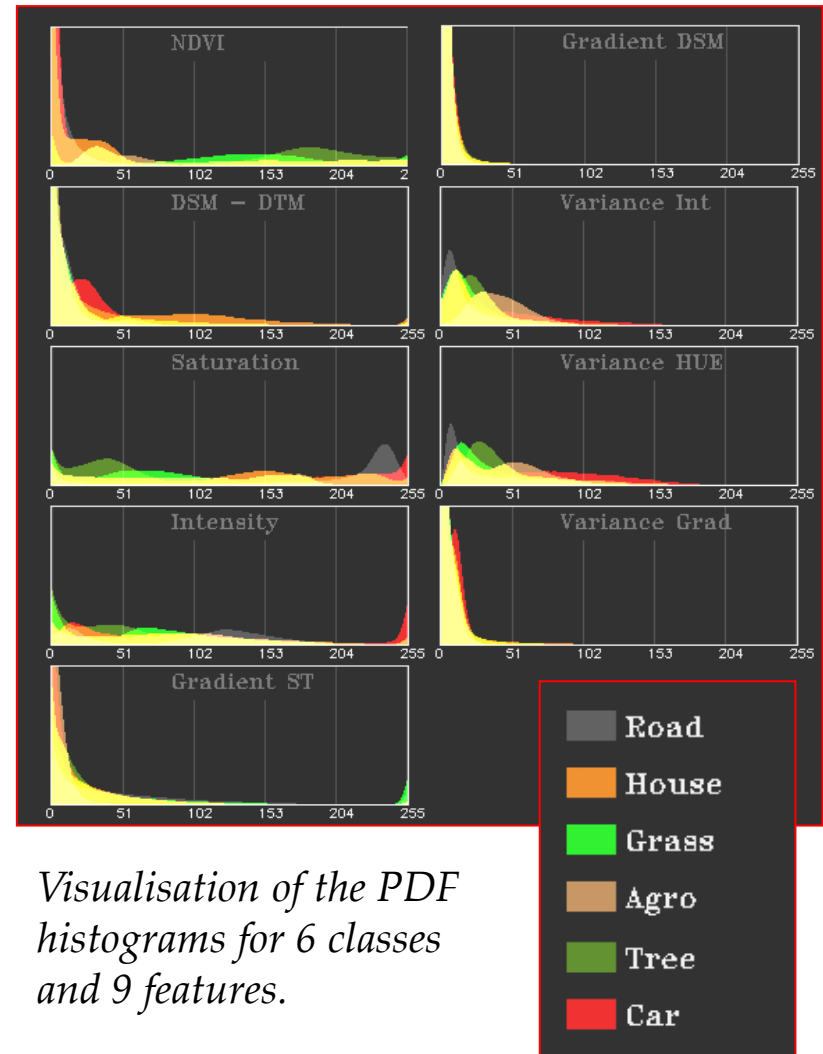 NDVI
0 51 102 153 204 2
Gradient DSM
0 51 102 153 204 255
DSM - DTM
0 51 102 153 204 255
Variance Int
0 51 102 153 204 255
Saturation
0 51 102 153 204 255
Variance HUE
0 51 102 153 204 255
Intensity
0 51 102 153 204 255
Variance Grad
0 51 102 153 204 255
Gradient ST
0 51 102 153 204 255
Road
House
Grass
Agro
Tree
Car
Visualisation of the PDF
histograms for 6 classes
and 9 features.